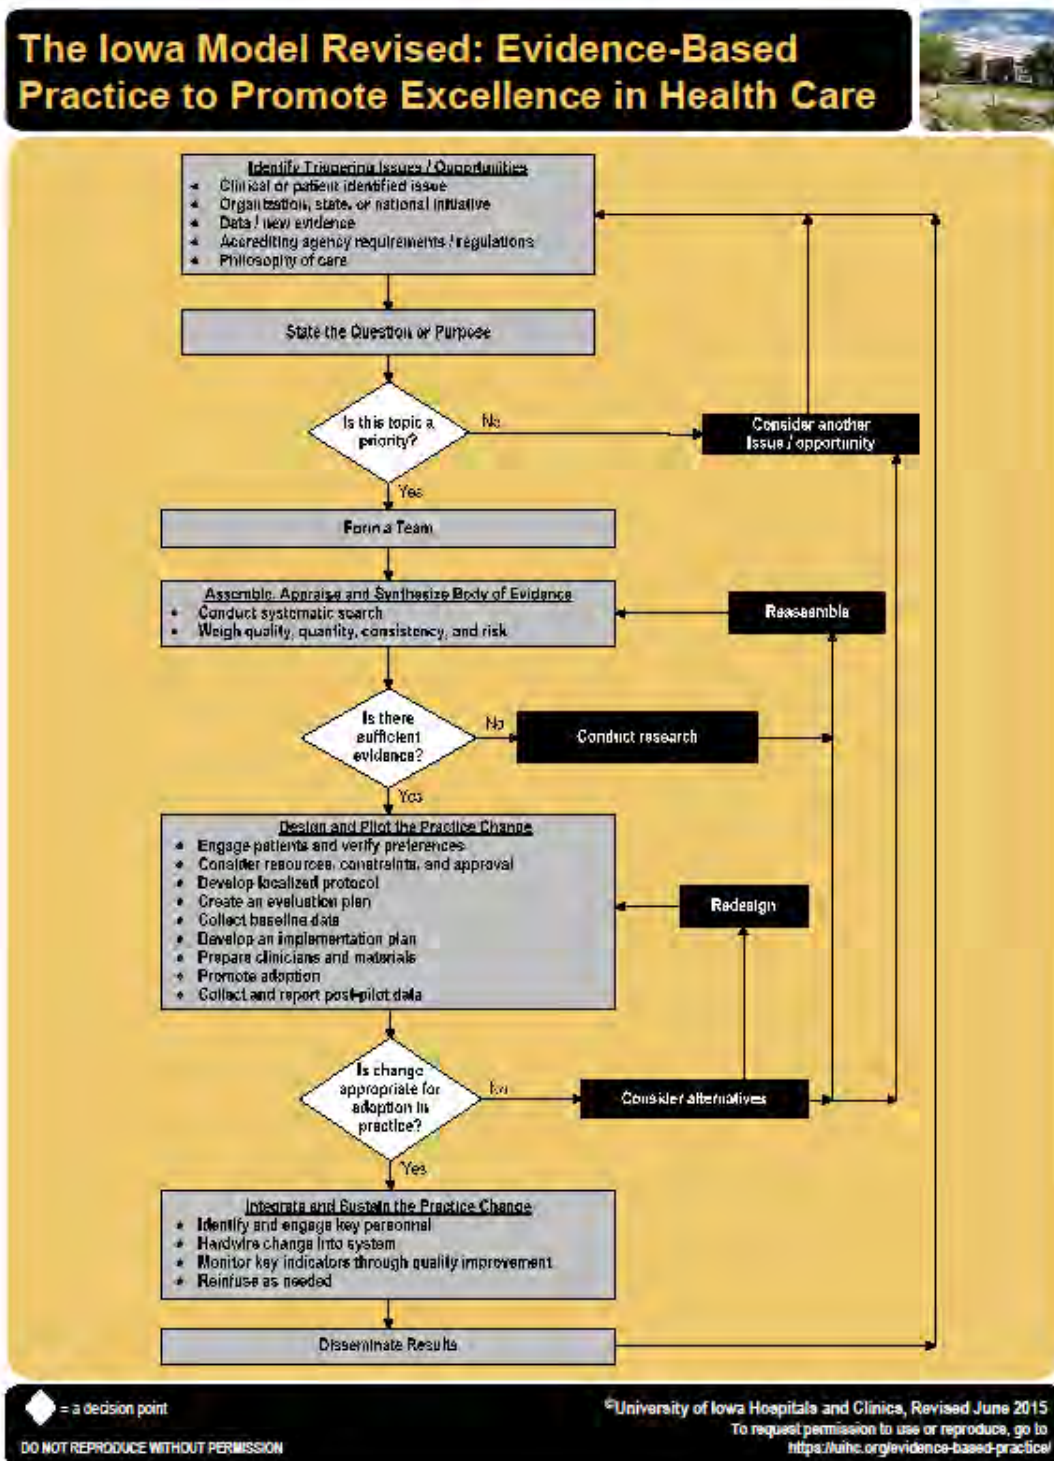 The Iowa Model Revised: Evidence-Based
Practice to Promote Excellence in Health Care
Identify Triggering Issues / Opportunities
• Clinical or patient identified issue
• Organization, state, or national initiative
• Data / new evidence
• Accrediting agency requirements / regulations
• Philosophy of care
State the Question or Purpose
Is this topic a
priority?
No
Consider another
Issue / opportunity
Yes
Form a Team
Assemble, Appraise and Synthesize Body of Evidence
• Conduct systematic search
• Weigh quality, quantity, consistency, and risk
Reassemble
Is there
sufficient
evidence?
No
Conduct research
Yes
Design and Pilot the Practice Change
• Engage patients and verify preferences
• Consider resources, constraints, and approval
• Develop localized protocol
• Create an evaluation plan
• Collect baseline data
• Develop an implementation plan
• Prepare clinicians and materials
• Promote adoption
• Collect and report post-pilot data
Redesign
Is change
appropriate for
adoption in
practice?
No
Consider alternatives
Yes
Integrate and Sustain the Practice Change
• Identify and engage key personnel
• Hardwire change into system
• Monitor key indicators through quality improvement
• Reinfuse as needed
Disseminate Results
= a decision point
©University of Iowa Hospitals and Clinics, Revised June 2015
To request permission to use or reproduce, go to
https://uihc.org/evidence-based-practice/
DO NOT REPRODUCE WITHOUT PERMISSION